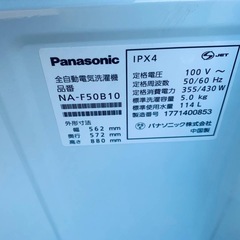 Panasonic
全自動電気洗濯機
品番
NA-F50B10
外形寸法
幅 562 mm
奥行 572 mm
高さ 880 mm
IPX4
JET
定格電圧 100 V～
定格周波数 50/60 Hz
定格消費電力 355/430 W
標準洗濯容量 5.0 kg
標準使用水量 114 L
製造番号 1771400853
パナソニック株式会社
中国製